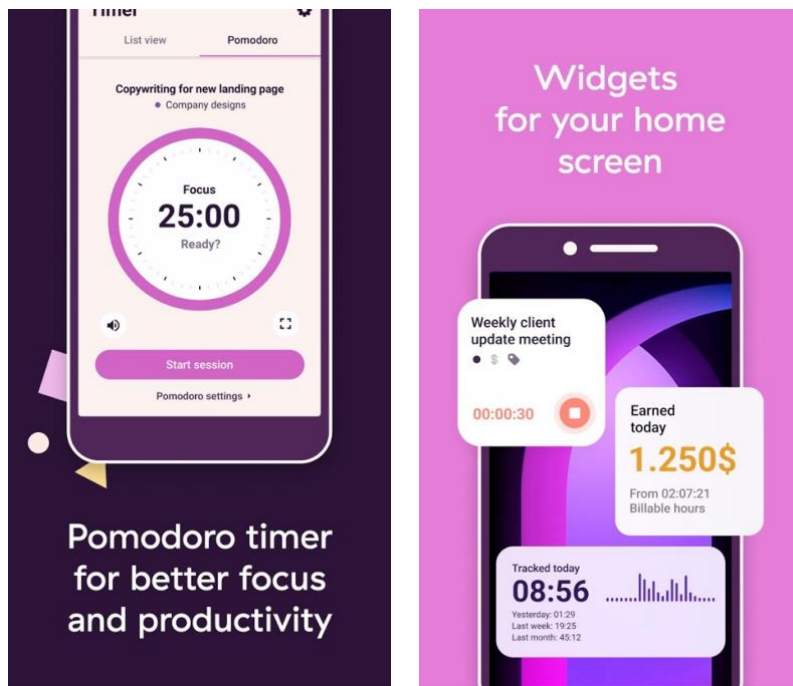 Timer
List view
Pomodoro
Copywriting for new landing page
Company designs
Focus
25:00
Ready?
Start session
Pomodoro settings
Pomodoro timer
for better focus
and productivity
Widgets
for your home
screen
Weekly client
update meeting
$
00:00:30
Earned
today
1.250$
From 02:07:21
Billable hours
Tracked today
08:56
Yesterday: 01:29
Last week: 19:25
Last month: 45:12